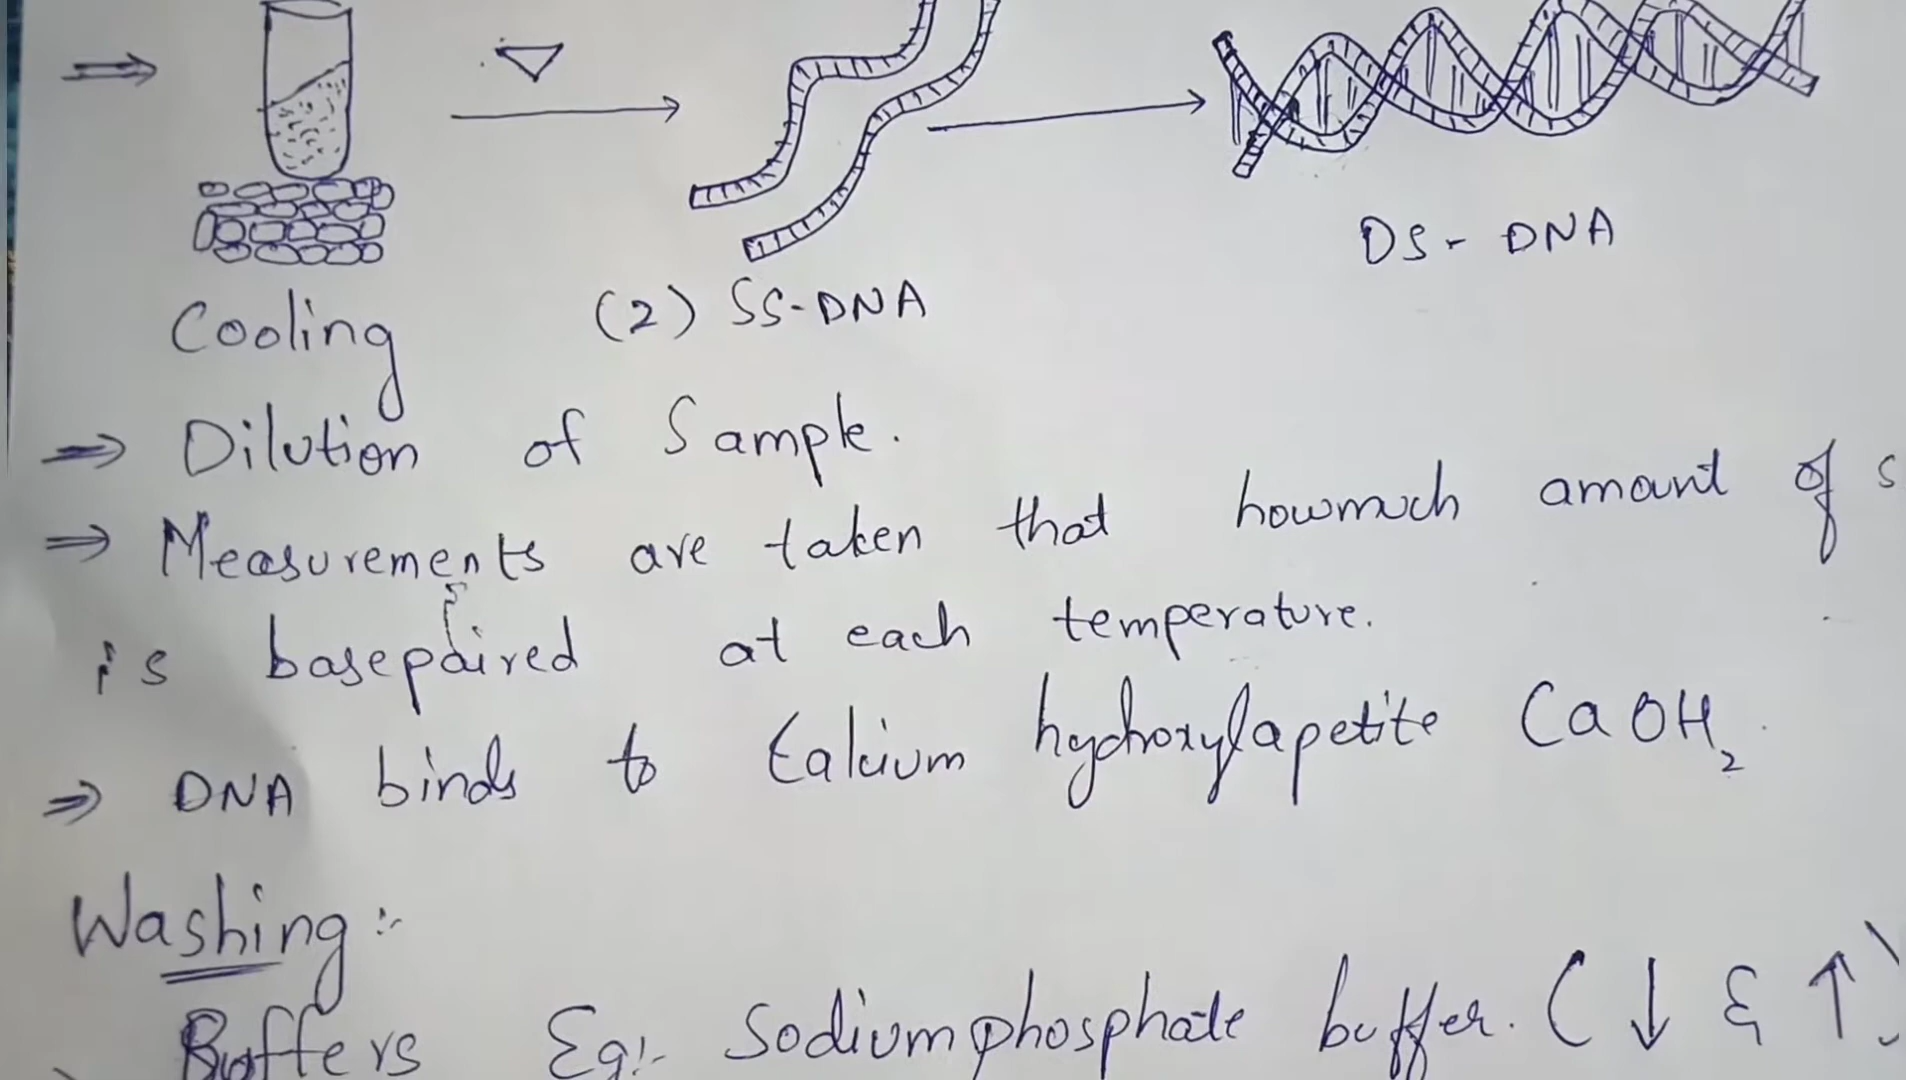 DS- DNA
(2) SS-DNA
Cooling
⇒ Dilution of Sample.
⇒ Measurements are taken that howmuch amount of s
is basepaired at each temperature.
⇒ DNA binds to Calcium hydroxylapetite CaOH₂.
Washing :-
Buffers Eg:- Sodiumphosphate buffer. (↓ & ↑)